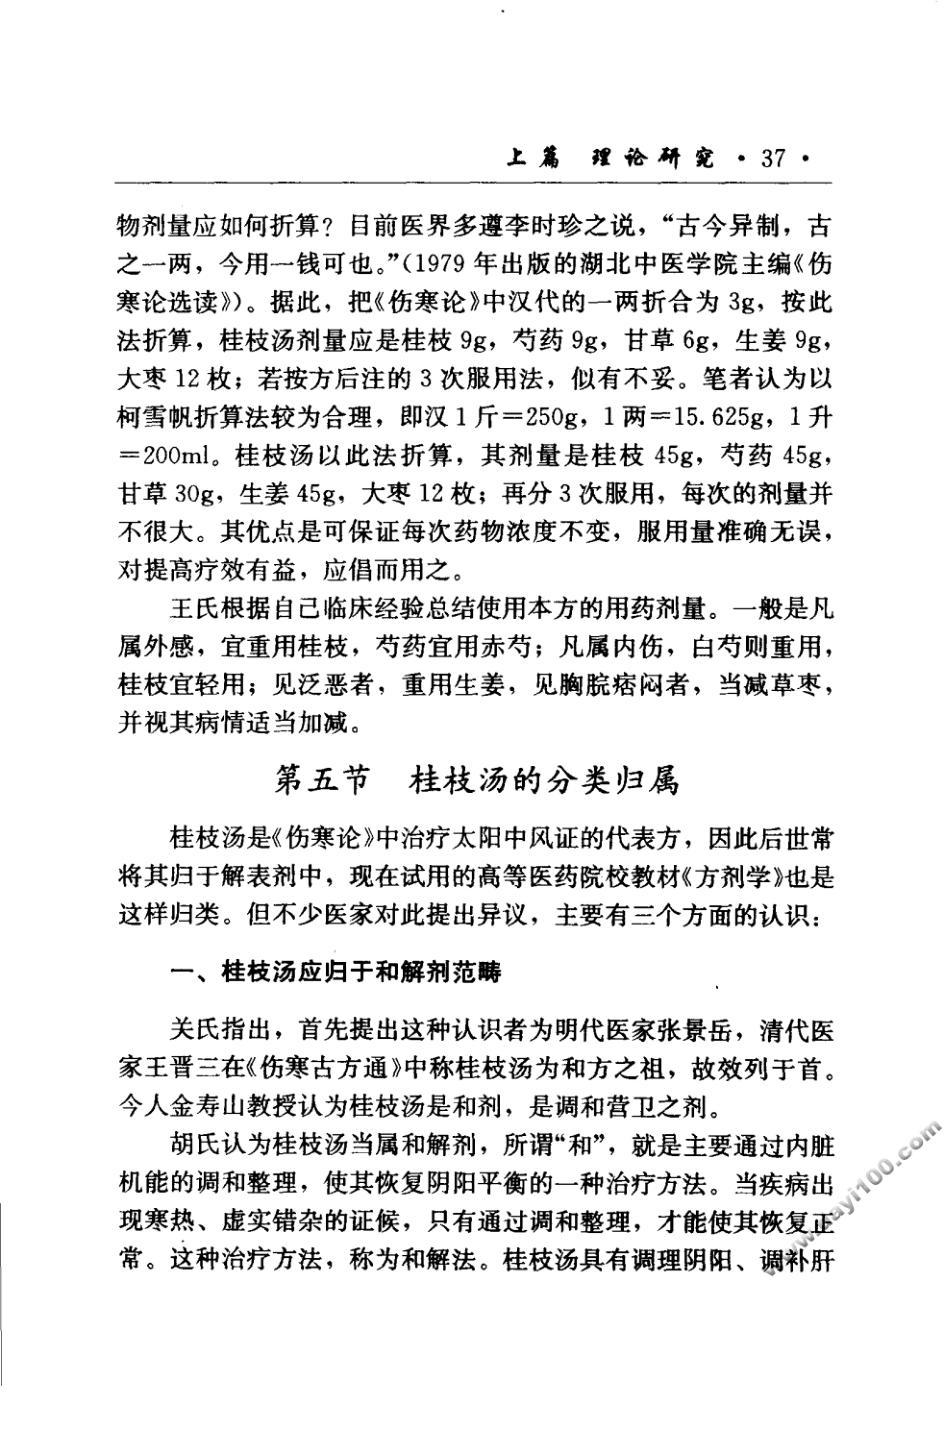 上篇 理论研究 · 37 ·
物剂量应如何折算？目前医界多遵李时珍之说，“古今异制，古
之一两，今用一钱可也。”(1979 年出版的湖北中医学院主编《伤
寒论选读》)。据此，把《伤寒论》中汉代的一两折合为 3g，按此
法折算，桂枝汤剂量应是桂枝 9g，芍药 9g，甘草 6g，生姜 9g，
大枣 12 枚；若按方后注的 3 次服用法，似有不妥。笔者认为以
柯雪帆折算法较为合理，即汉 1 斤＝250g，1 两＝15.625g，1 升
＝200ml。桂枝汤以此法折算，其剂量是桂枝 45g，芍药 45g，
甘草 30g，生姜 45g，大枣 12 枚；再分 3 次服用，每次的剂量并
不很大。其优点是可保证每次药物浓度不变，服用量准确无误，
对提高疗效有益，应倡而用之。
王氏根据自己临床经验总结使用本方的用药剂量。一般是凡
属外感，宜重用桂枝，芍药宜用赤芍；凡属内伤，白芍则重用，
桂枝宜轻用；见泛恶者，重用生姜，见胸脘痞闷者，当减草枣，
并视其病情适当加减。
第五节 桂枝汤的分类归属
桂枝汤是《伤寒论》中治疗太阳中风证的代表方，因此后世常
将其归于解表剂中，现在试用的高等医药院校教材《方剂学》也是
这样归类。但不少医家对此提出异议，主要有三个方面的认识：
一、桂枝汤应归于和解剂范畴
关氏指出，首先提出这种认识者为明代医家张景岳，清代医
家王晋三在《伤寒古方通》中称桂枝汤为和方之祖，故效列于首。
今人金寿山教授认为桂枝汤是和剂，是调和营卫之剂。
胡氏认为桂枝汤当属和解剂，所谓“和”，就是主要通过内脏
机能的调和整理，使其恢复阴阳平衡的一种治疗方法。当疾病出
现寒热、虚实错杂的证候，只有通过调和整理，才能使其恢复正
常。这种治疗方法，称为和解法。桂枝汤具有调理阴阳、调补肝